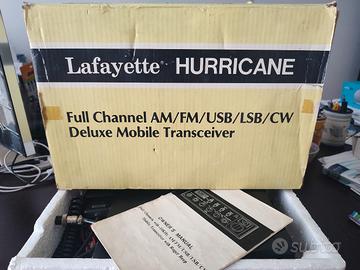 Lafayette HURRICANE
Full Channel AM/FM/USB/LSB/CW
Deluxe Mobile Transceiver
OWNER'S MANUAL
subito